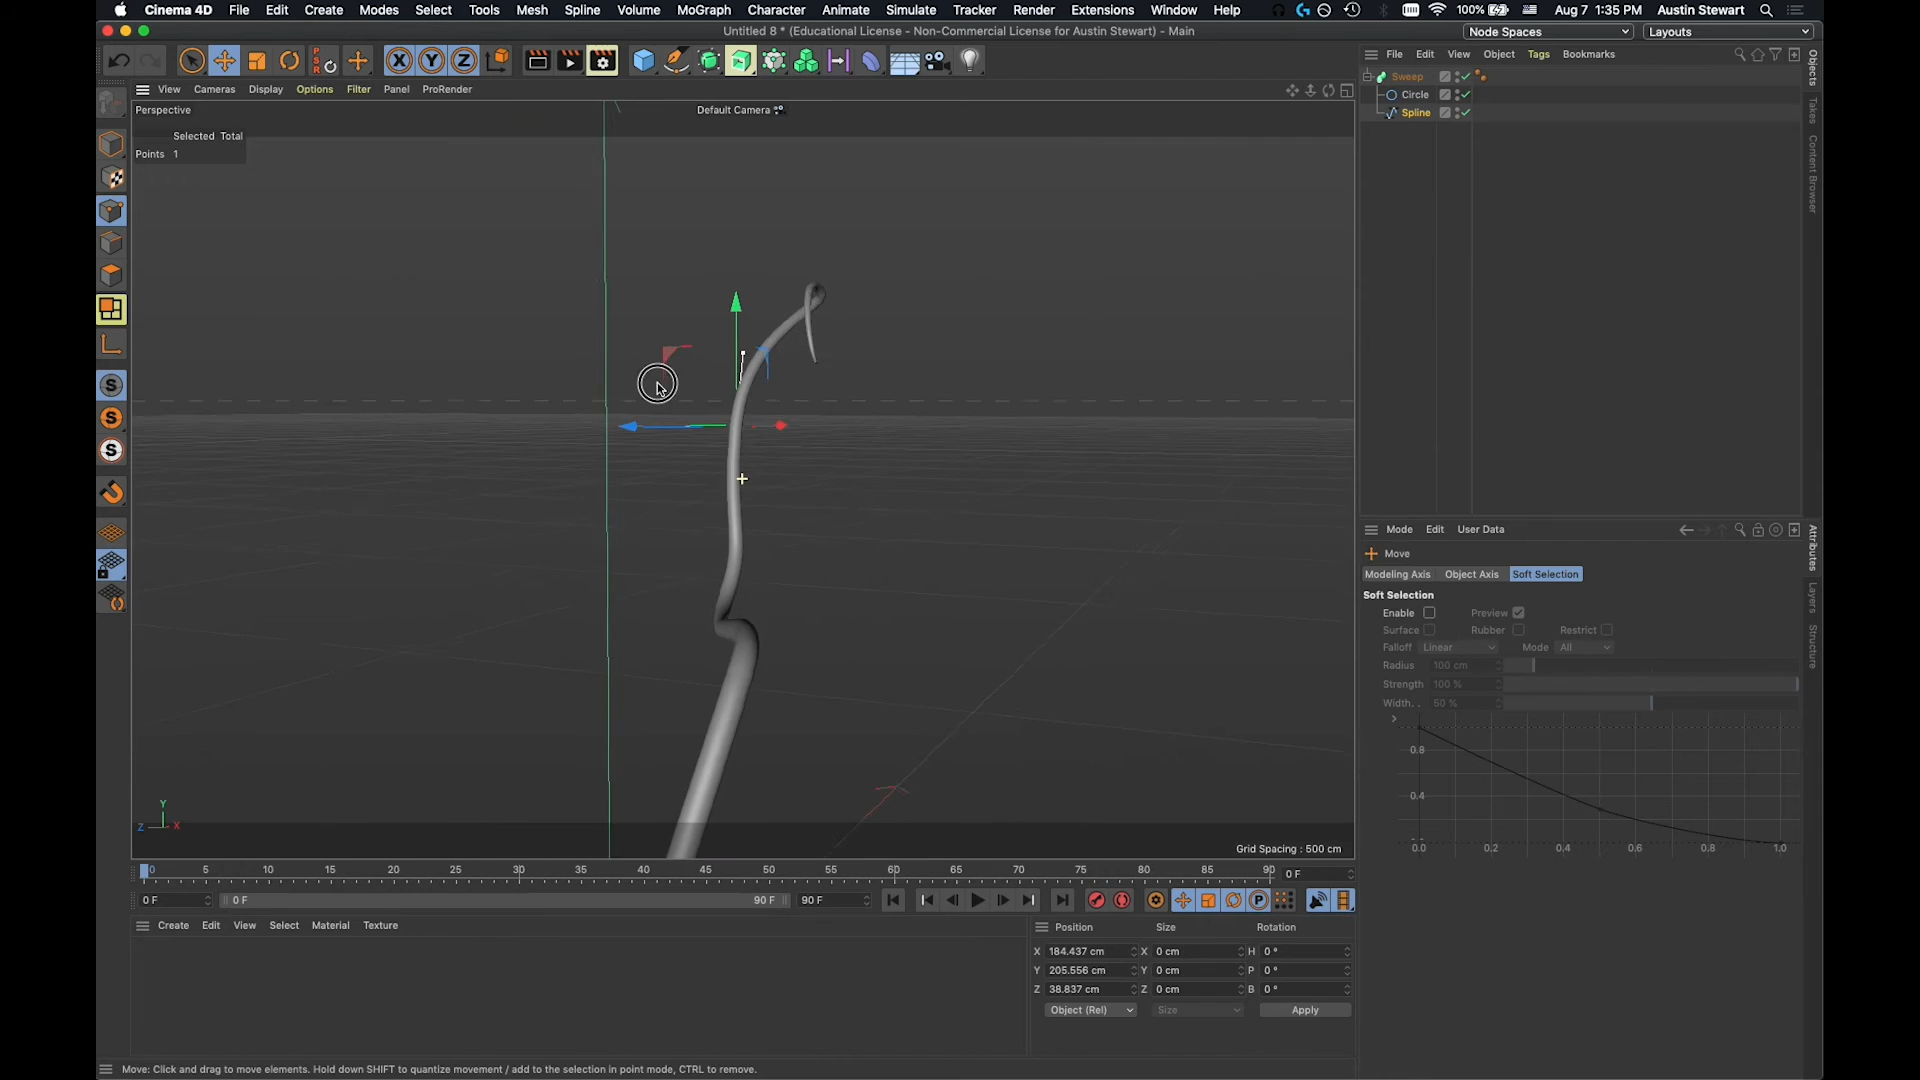 Cinema 4D File Edit Create Modes Select Tools Mesh Spline Volume MoGraph Character Animate Simulate Tracker Render Extensions Window Help 100% Aug 7 1:35 PM Austin Stewart
Untitled 8 * (Educational License - Non-Commercial License for Austin Stewart) - Main
Node Spaces Layouts
X Y Z
PSR
File Edit View Object Tags Bookmarks
View Cameras Display Options Filter Panel ProRender
Perspective
Default Camera
Selected Total
Points 1
Sweep
Circle
Spline
Objects
Takes
Content Browser
S
S
S
Y
Z X
Grid Spacing : 500 cm
Mode Edit User Data
Move
Modeling Axis Object Axis Soft Selection
Soft Selection
Enable Preview
Surface Rubber Restrict
Falloff Linear Mode All
Radius 100 cm
Strength 100 %
Width. . 50 %
0.8
0.4
0.0 0.2 0.4 0.6 0.8 1.0
Attributes
Layers
Structure
0 5 10 15 20 25 30 35 40 45 50 55 60 65 70 75 80 85 90 0 F
0 F 0 F 90 F 90 F
P
Create Edit View Select Material Texture
Position Size Rotation
X 184.437 cm X 0 cm H 0 °
Y 205.556 cm Y 0 cm P 0 °
Z 38.837 cm Z 0 cm B 0 °
Object (Rel) Size Apply
Move: Click and drag to move elements. Hold down SHIFT to quantize movement / add to the selection in point mode, CTRL to remove.